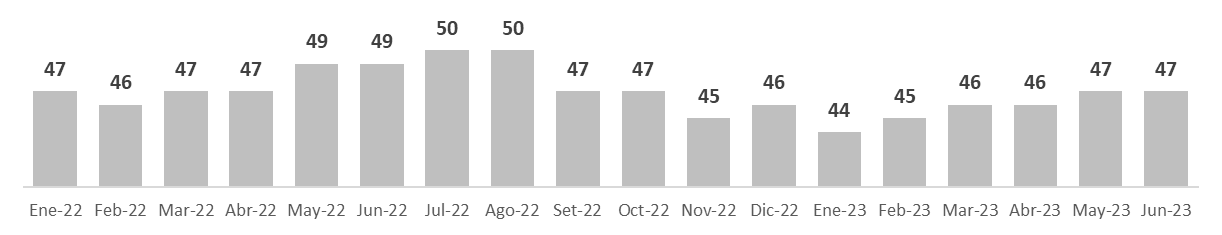 47 46 47 47 49 49 50 50 47 47 45 46 44 45 46 46 47 47
Ene-22 Feb-22 Mar-22 Abr-22 May-22 Jun-22 Jul-22 Ago-22 Set-22 Oct-22 Nov-22 Dic-22 Ene-23 Feb-23 Mar-23 Abr-23 May-23 Jun-23